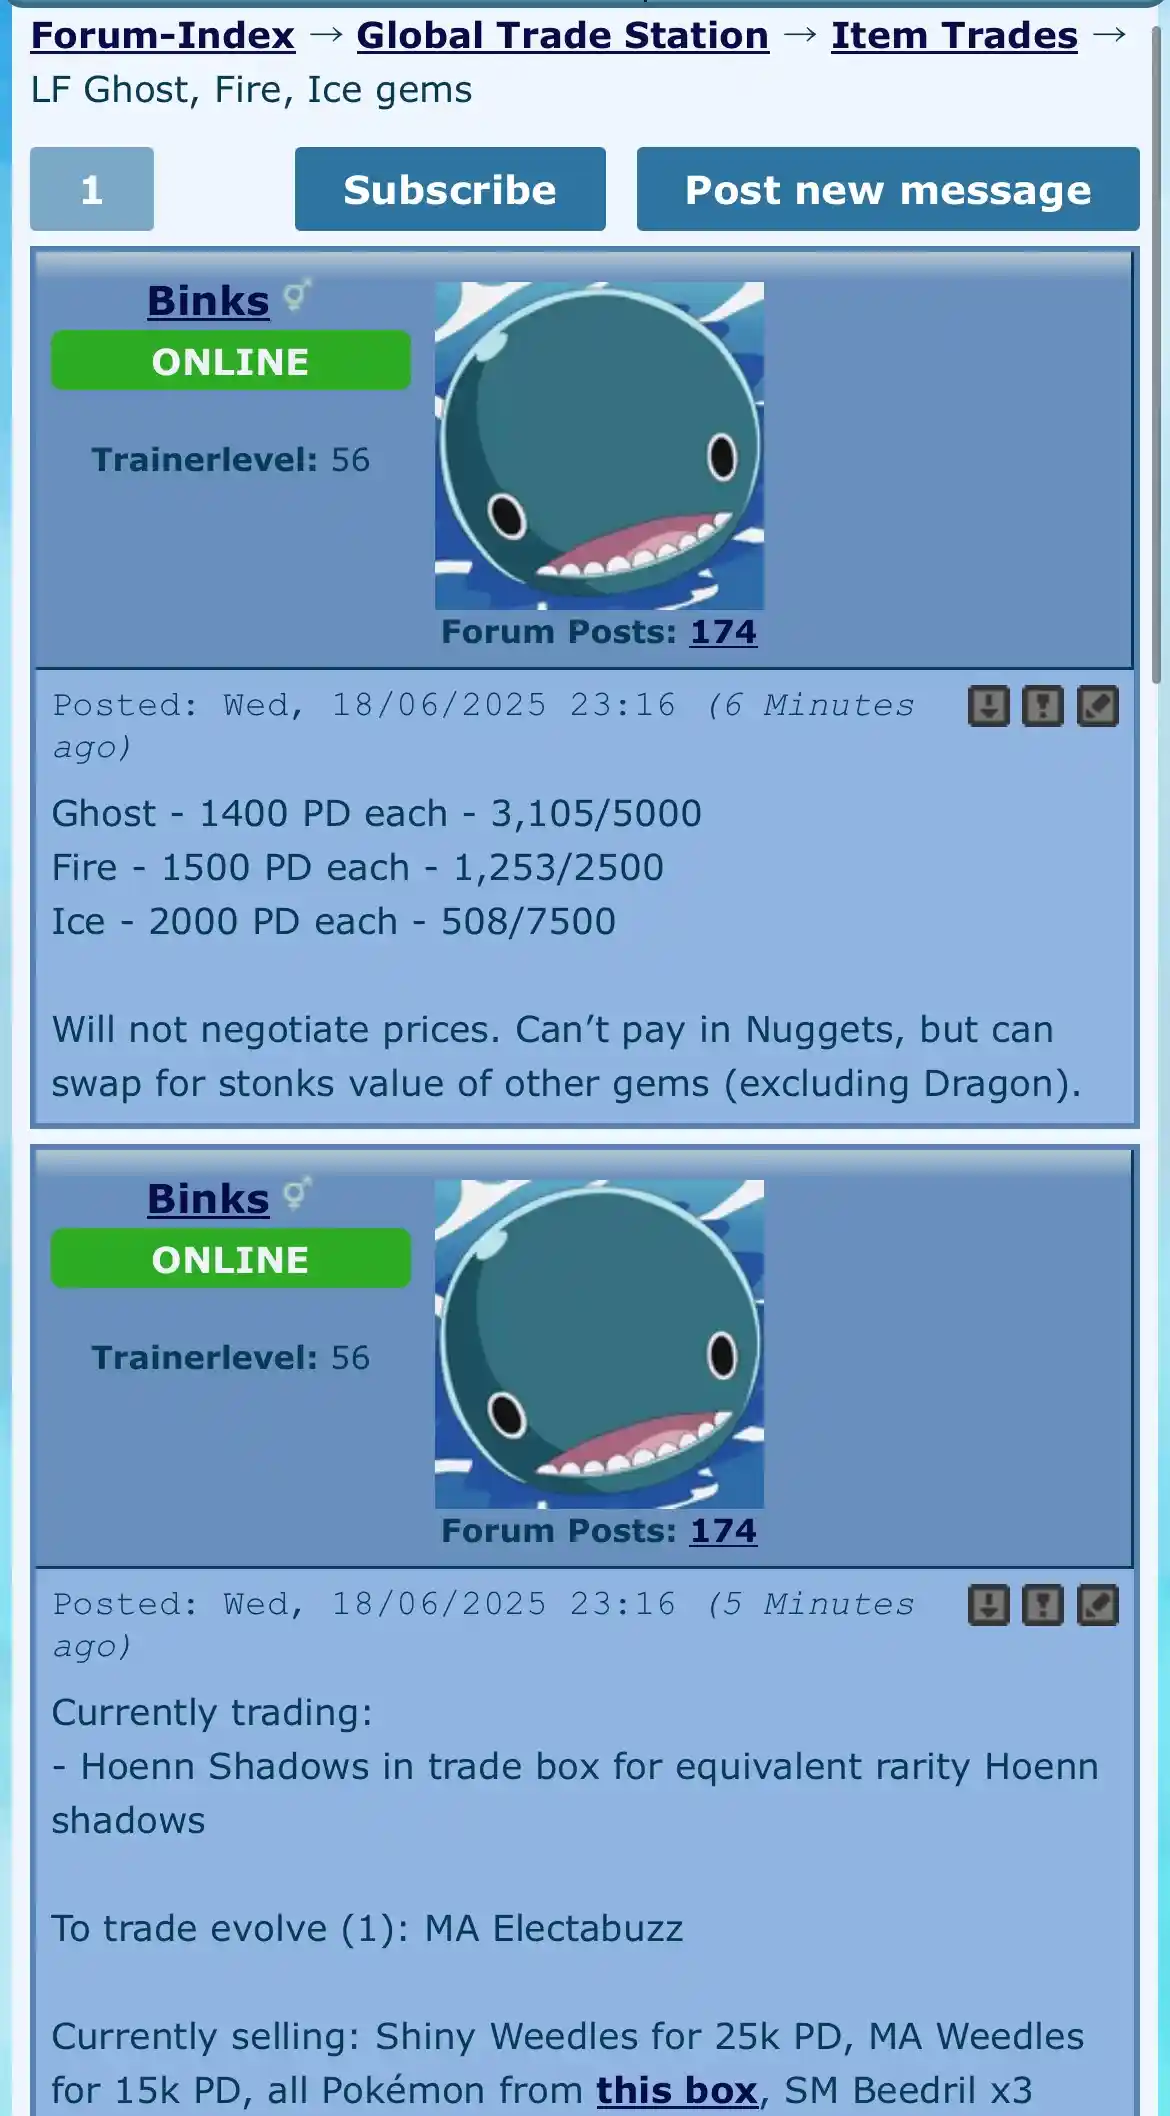 Forum-Index → Global Trade Station → Item Trades →
LF Ghost, Fire, Ice gems
1
Subscribe
Post new message
Binks ⚥
ONLINE
Trainerlevel: 56
Forum Posts: 174
Posted: Wed, 18/06/2025 23:16 (6 Minutes
ago)
Ghost - 1400 PD each - 3,105/5000
Fire - 1500 PD each - 1,253/2500
Ice - 2000 PD each - 508/7500
Will not negotiate prices. Can’t pay in Nuggets, but can
swap for stonks value of other gems (excluding Dragon).
Binks ⚥
ONLINE
Trainerlevel: 56
Forum Posts: 174
Posted: Wed, 18/06/2025 23:16 (5 Minutes
ago)
Currently trading:
- Hoenn Shadows in trade box for equivalent rarity Hoenn
shadows
To trade evolve (1): MA Electabuzz
Currently selling: Shiny Weedles for 25k PD, MA Weedles
for 15k PD, all Pokémon from this box, SM Beedril x3